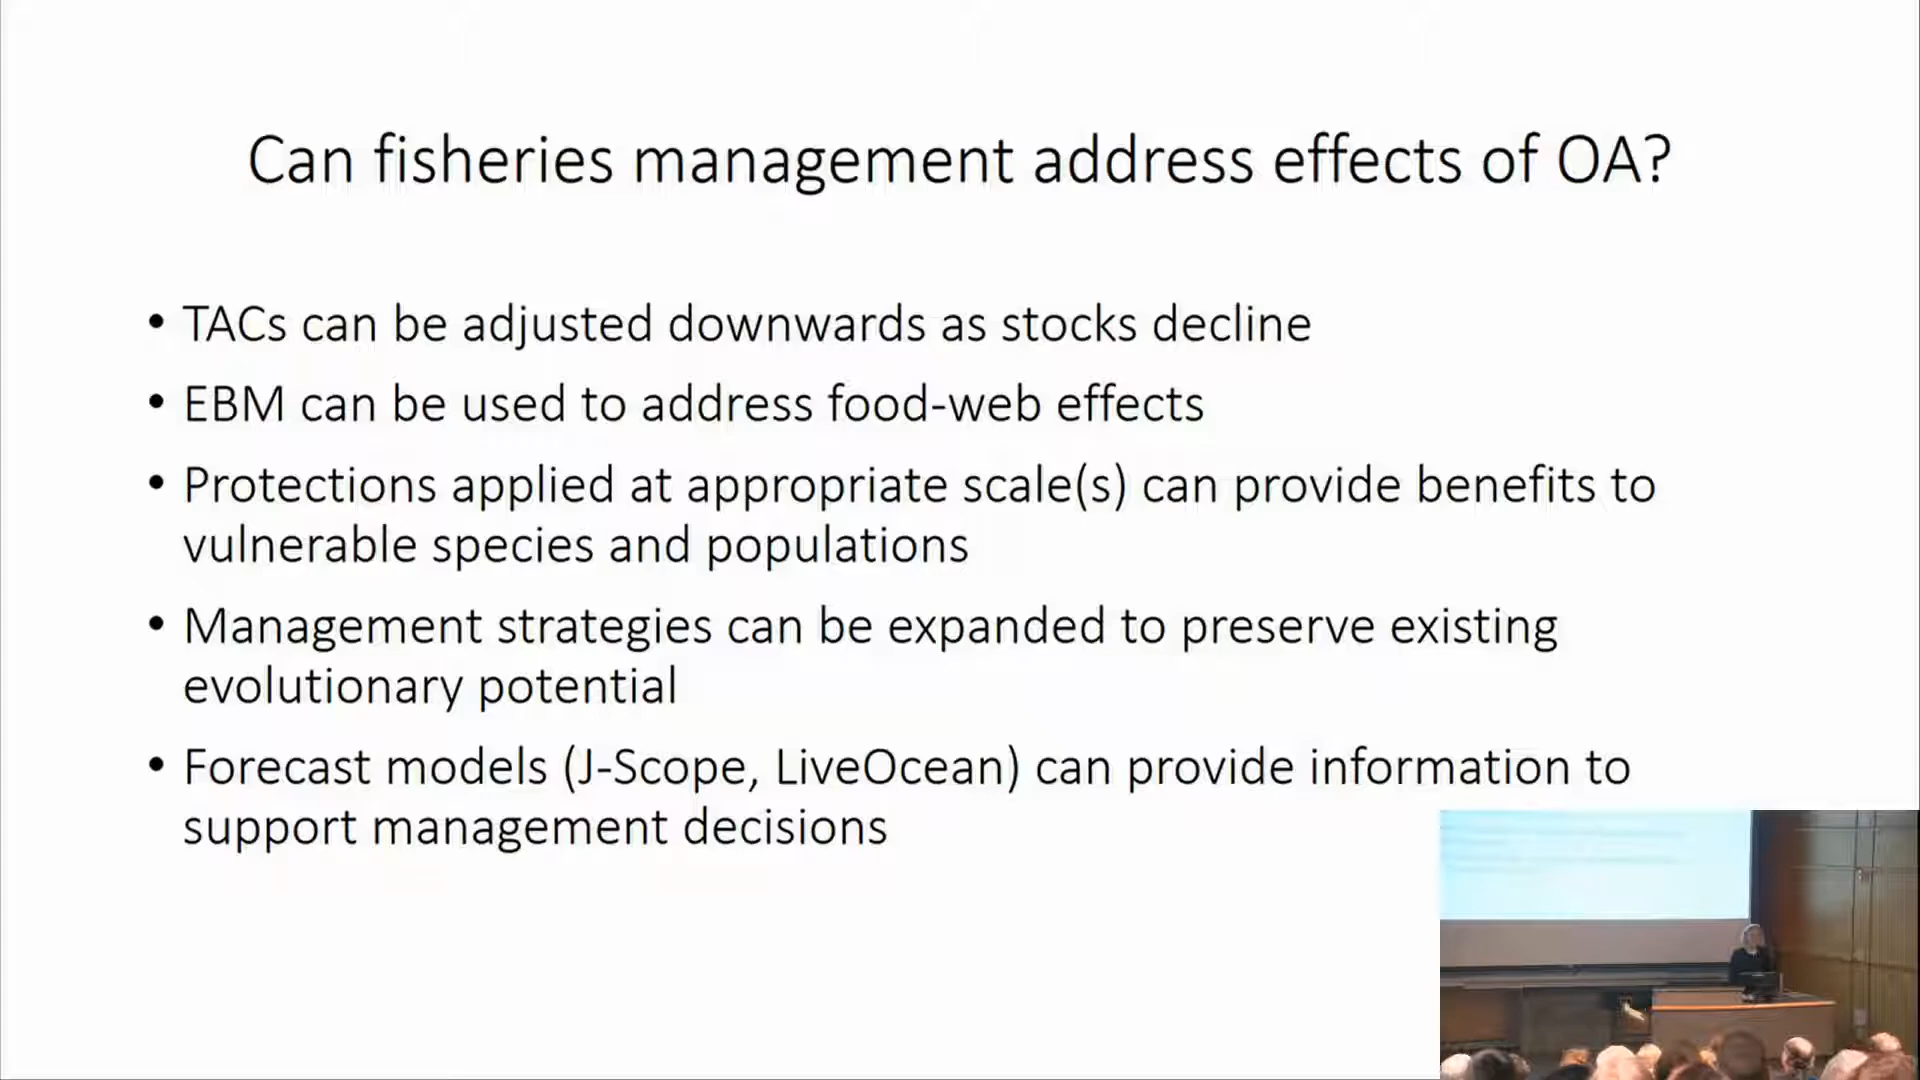 Can fisheries management address effects of OA?
• TACs can be adjusted downwards as stocks decline
• EBM can be used to address food-web effects
• Protections applied at appropriate scale(s) can provide benefits to
vulnerable species and populations
• Management strategies can be expanded to preserve existing
evolutionary potential
• Forecast models (J-Scope, LiveOcean) can provide information to
support management decisions